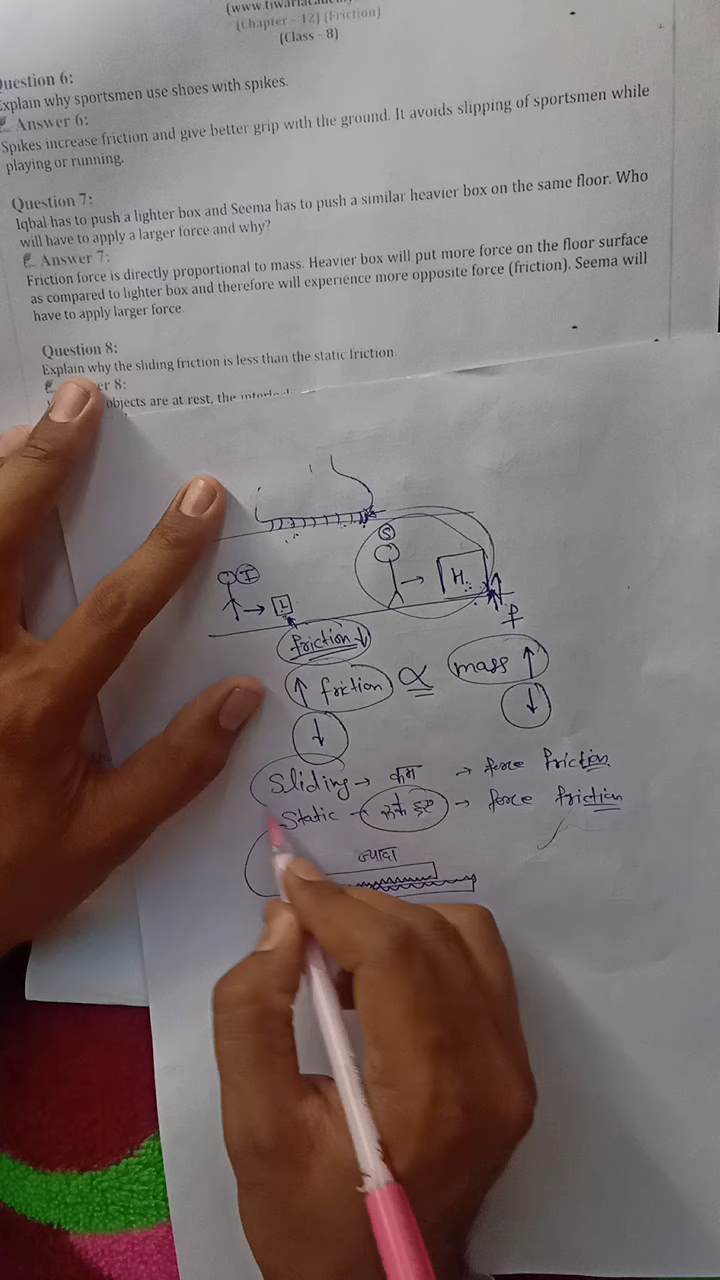 (Chapter – 12) (Friction)
(Class – 8)
Question 6:
Explain why sportsmen use shoes with spikes.
Answer 6:
Spikes increase friction and give better grip with the ground. It avoids slipping of sportsmen while
playing or running.
Question 7:
Iqbal has to push a lighter box and Seema has to push a similar heavier box on the same floor. Who
will have to apply a larger force and why?
Answer 7:
Friction force is directly proportional to mass. Heavier box will put more force on the floor surface
as compared to lighter box and therefore will experience more opposite force (friction). Seema will
have to apply larger force.
Question 8:
Explain why the sliding friction is less than the static friction
er 8:
objects are at rest, the
S
I
L
H
f
friction ↓
↑ friction ∝ mass ↑
↓ ↓
Sliding → कम → force friction
Static → रुके हुए → force friction
ज्यादा